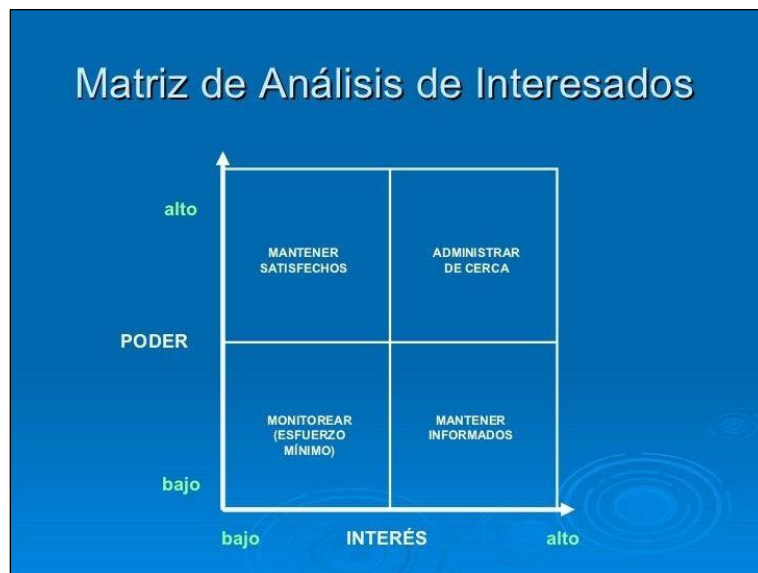 Matriz de Análisis de Interesados
alto
MANTENER
SATISFECHOS
ADMINISTRAR
DE CERCA
PODER
MONITOREAR
(ESFUERZO
MÍNIMO)
MANTENER
INFORMADOS
bajo
bajo
INTERÉS
alto